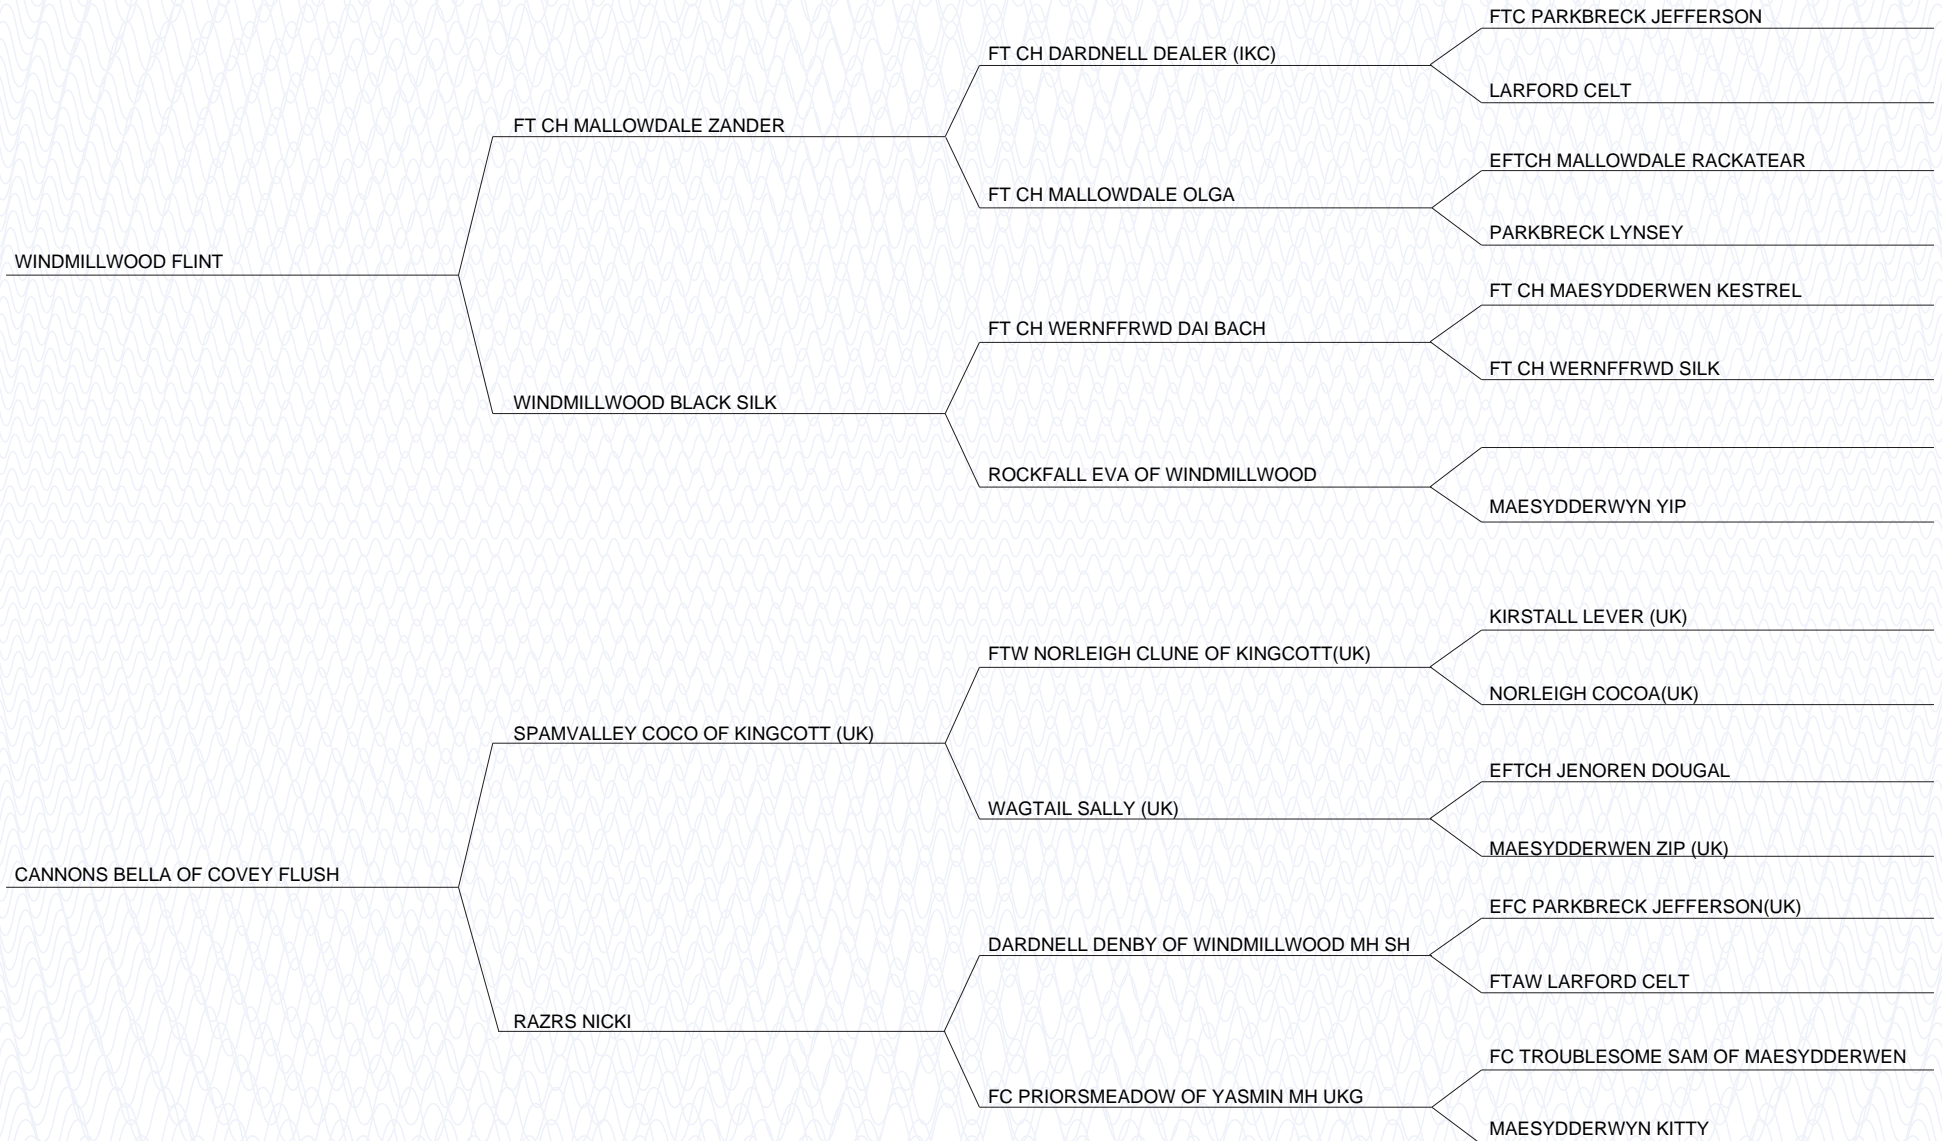 FTC PARKBRECK JEFFERSON
FT CH DARDNELL DEALER (IKC)
LARFORD CELT
FT CH MALLOWDALE ZANDER
EFTCH MALLOWDALE RACKATEAR
FT CH MALLOWDALE OLGA
PARKBRECK LYNSEY
WINDMILLWOOD FLINT
FT CH MAESYDDERWEN KESTREL
FT CH WERNFFRWD DAI BACH
FT CH WERNFFRWD SILK
WINDMILLWOOD BLACK SILK
ROCKFALL EVA OF WINDMILLWOOD
MAESYDDERWYN YIP
KIRSTALL LEVER (UK)
FTW NORLEIGH CLUNE OF KINGCOTT(UK)
NORLEIGH COCOA(UK)
SPAMVALLEY COCO OF KINGCOTT (UK)
EFTCH JENOREN DOUGAL
WAGTAIL SALLY (UK)
MAESYDDERWEN ZIP (UK)
CANNONS BELLA OF COVEY FLUSH
EFC PARKBRECK JEFFERSON(UK)
DARDNELL DENBY OF WINDMILLWOOD MH SH
FTAW LARFORD CELT
RAZRS NICKI
FC TROUBLESOME SAM OF MAESYDDERWEN
FC PRIORSMEADOW OF YASMIN MH UKG
MAESYDDERWYN KITTY